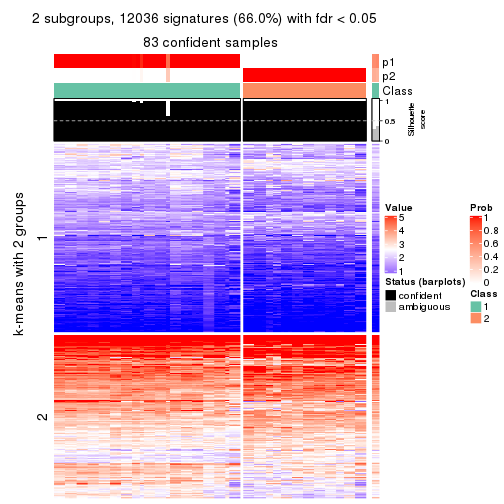 2 subgroups, 12036 signatures (66.0%) with fdr < 0.05
83 confident samples
p1
p2
Class
1
0.5
0
Silhouette
score
k-means with 2 groups
1
2
Value
5
4
3
2
1
Status (barplots)
confident
ambiguous
Prob
1
0.8
0.6
0.4
0.2
0
Class
1
2